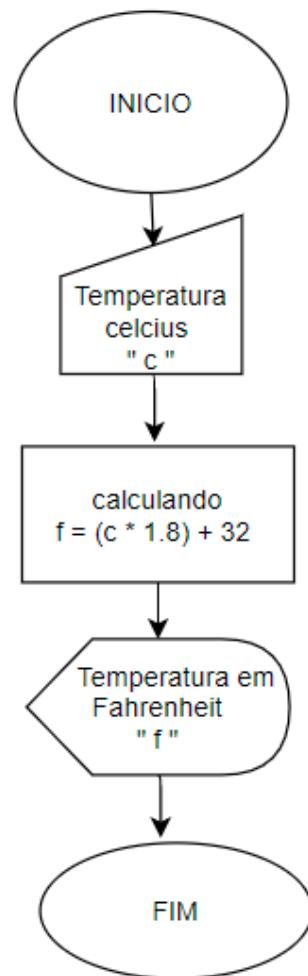 INICIO
Temperatura
celcius
" c "
calculando
f = (c * 1.8) + 32
Temperatura em
Fahrenheit
" f "
FIM